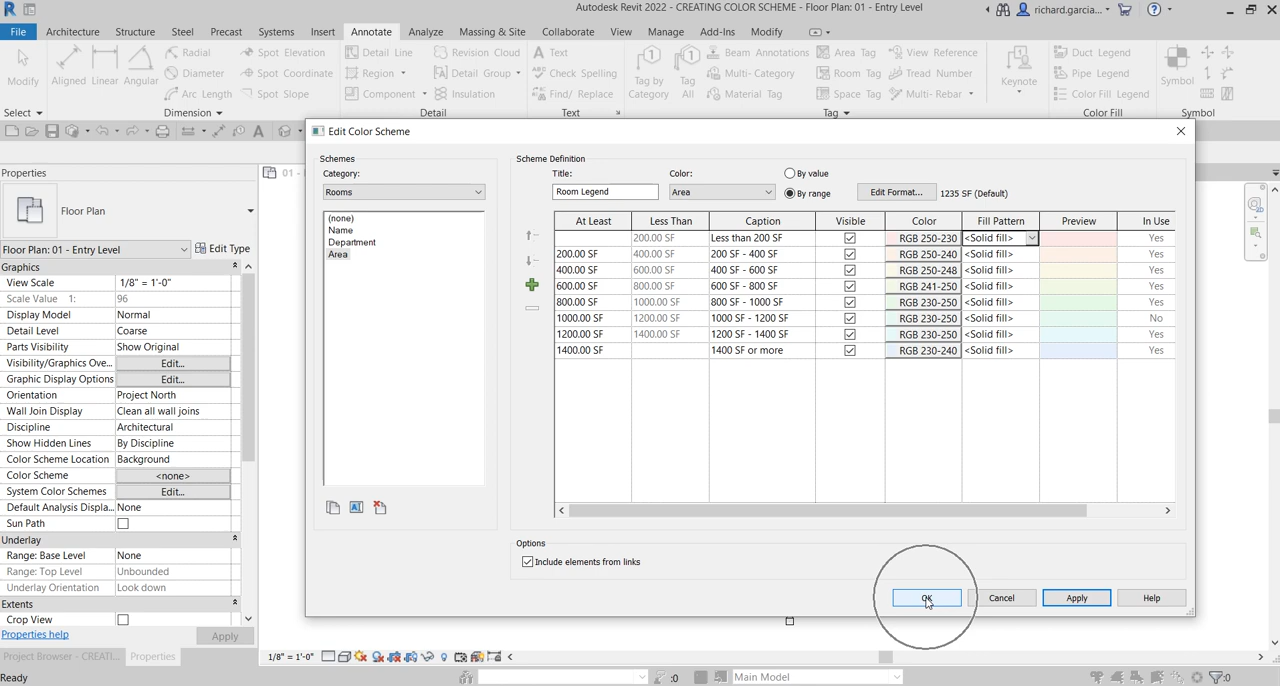 Autodesk Revit 2022 - CREATING COLOR SCHEME - Floor Plan: 01 - Entry Level
richard.garcia...
File Architecture Structure Steel Precast Systems Insert Annotate Analyze Massing & Site Collaborate View Manage Add-Ins Modify
Modify
Aligned Linear Angular
Radial
Diameter
Arc Length
Spot Elevation
Spot Coordinate
Spot Slope
Detail Line
Region
Component
Revision Cloud
Detail Group
Insulation
Text
Check Spelling
Find/ Replace
Tag by Category
Tag All
Beam Annotations
Multi- Category
Material Tag
Area Tag
Room Tag
Space Tag
View Reference
Tread Number
Multi- Rebar
Keynote
Duct Legend
Pipe Legend
Color Fill Legend
Symbol
Select Dimension Detail Text Tag Color Fill Symbol
Properties
Floor Plan
Floor Plan: 01 - Entry Level Edit Type
Graphics
View Scale 1/8" = 1'-0"
Scale Value 1: 96
Display Model Normal
Detail Level Coarse
Parts Visibility Show Original
Visibility/Graphics Ove... Edit...
Graphic Display Options Edit...
Orientation Project North
Wall Join Display Clean all wall joins
Discipline Architectural
Show Hidden Lines By Discipline
Color Scheme Location Background
Color Scheme <none>
System Color Schemes Edit...
Default Analysis Displa... None
Sun Path
Underlay
Range: Base Level None
Range: Top Level Unbounded
Underlay Orientation Look down
Extents
Crop View
Properties help Apply
Project Browser - CREATI... Properties
01 -
Edit Color Scheme
Schemes
Category:
Rooms
(none)
Name
Department
Area
Scheme Definition
Title: Color: By value
Room Legend Area By range Edit Format... 1235 SF (Default)
At Least Less Than Caption Visible Color Fill Pattern Preview In Use
200.00 SF Less than 200 SF RGB 250-230 <Solid fill> Yes
200.00 SF 400.00 SF 200 SF - 400 SF RGB 250-240 <Solid fill> Yes
400.00 SF 600.00 SF 400 SF - 600 SF RGB 250-248 <Solid fill> Yes
600.00 SF 800.00 SF 600 SF - 800 SF RGB 241-250 <Solid fill> Yes
800.00 SF 1000.00 SF 800 SF - 1000 SF RGB 230-250 <Solid fill> Yes
1000.00 SF 1200.00 SF 1000 SF - 1200 SF RGB 230-250 <Solid fill> No
1200.00 SF 1400.00 SF 1200 SF - 1400 SF RGB 230-250 <Solid fill> Yes
1400.00 SF 1400 SF or more RGB 230-240 <Solid fill> Yes
Options
Include elements from links
OK Cancel Apply Help
1/8" = 1'-0"
Ready :0 Main Model :0